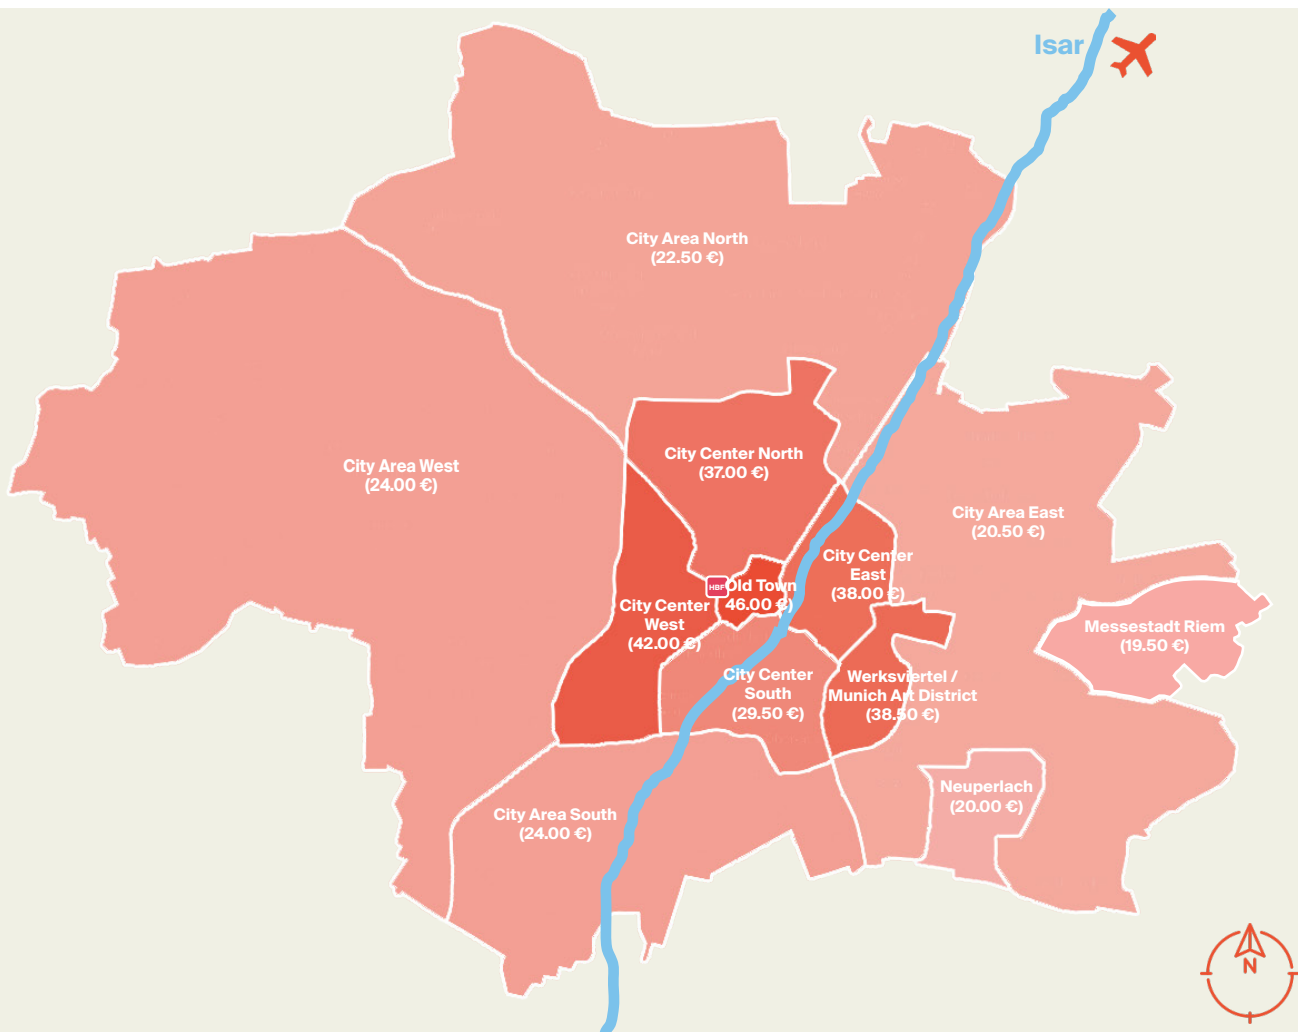 Isar
City Area North
(22.50 €)
City Center North
(37.00 €)
City Area West
(24.00 €)
City Area East
(20.50 €)
City Center
East
(38.00 €)
HBF
Old Town
46.00 €)
City Center
West
(42.00 €)
Messestadt Riem
(19.50 €)
City Center
South
(29.50 €)
Werksviertel /
Munich Art District
(38.50 €)
Neuperlach
(20.00 €)
City Area South
(24.00 €)
N